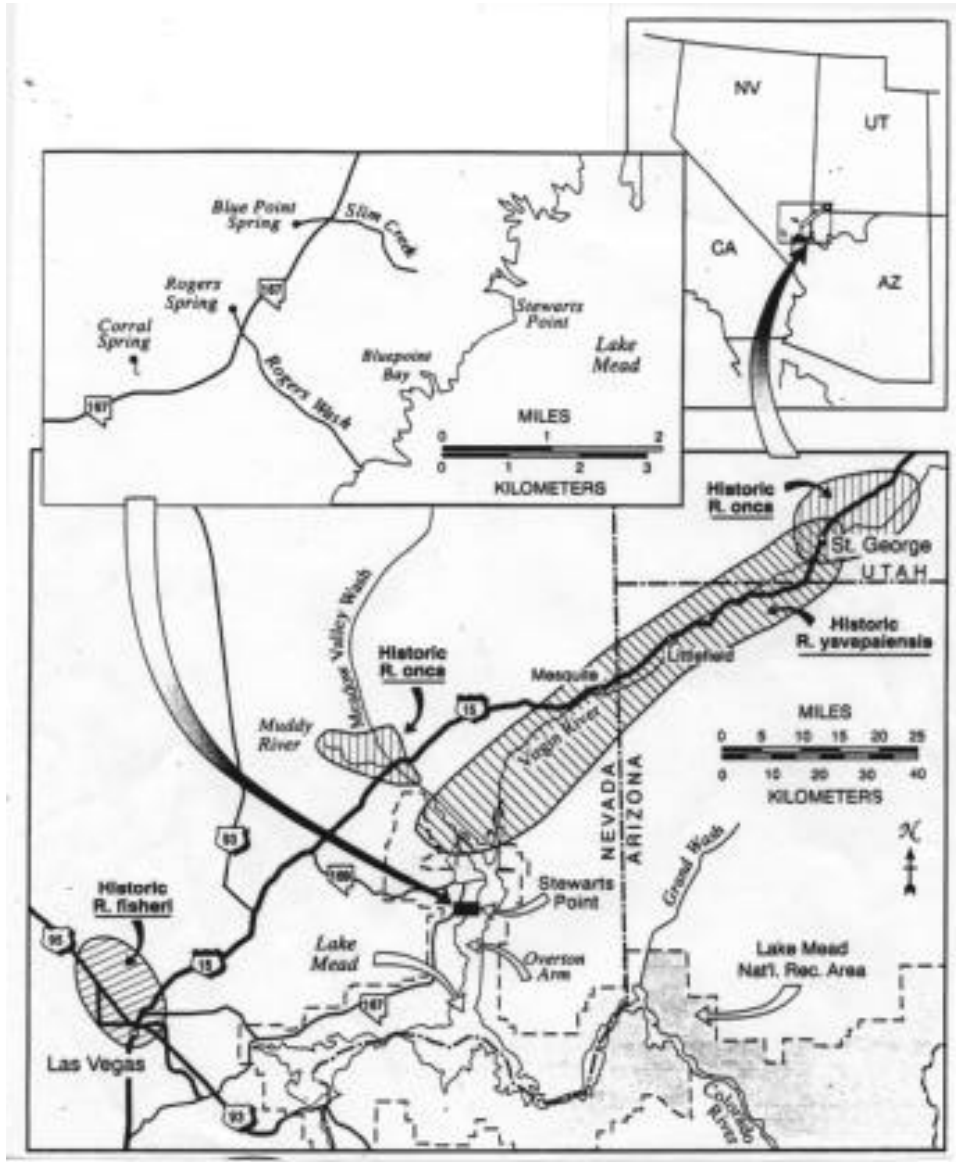 NV
UT
CA
AZ
Blue Point
Spring
Slim Creek
Rogers
Spring
167
Corral
Spring
Stewarts
Point
Lake
Mead
Bluepoint
Bay
Rogers Wash
167
MILES
0 1 2
0 1 2 3
KILOMETERS
Historic
R. onca
St. George
UTAH
Meadow Valley Wash
Historic
R. yavapaiensis
Historic
R. onca
Littlefield
Mesquite
15
Muddy
River
Virgin River
MILES
0 5 10 15 20 25
0 10 20 30 40
KILOMETERS
NEVADA
ARIZONA
N
93
169
Grand Wash
Historic
R. fisheri
Stewarts
Point
95
15
Lake
Mead
Overton
Arm
Lake Mead
Nat'l. Rec. Area
167
Las Vegas
93
Colorado
River